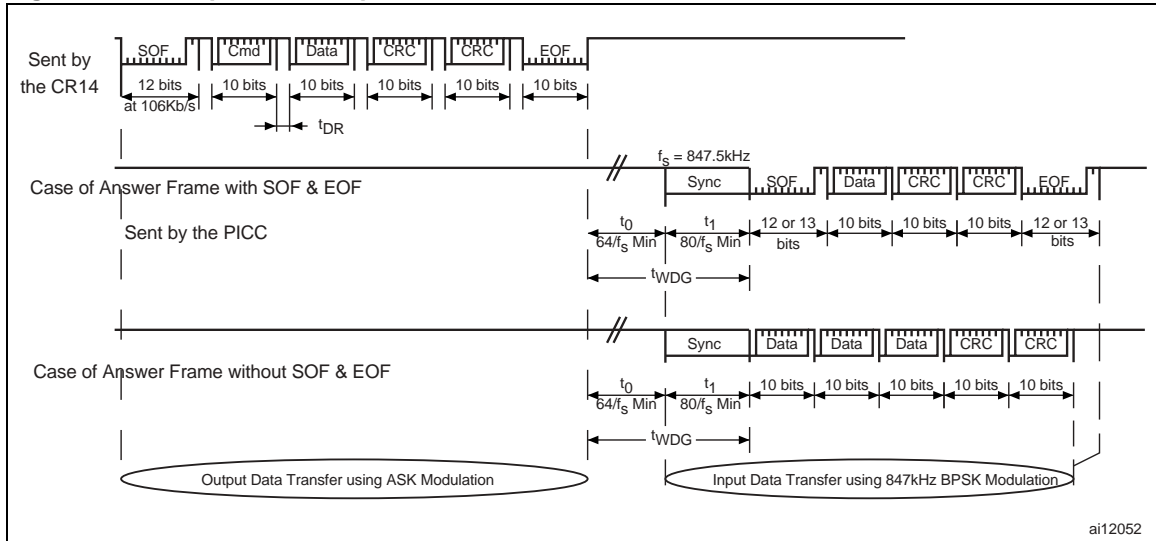 Sent by
the CR14
SOF Cmd Data CRC CRC EOF
12 bits 10 bits 10 bits 10 bits 10 bits 10 bits
at 106Kb/s
tDR
fs = 847.5kHz
Case of Answer Frame with SOF & EOF
Sync SOF Data CRC CRC EOF
Sent by the PICC
t0 t1 12 or 13 10 bits 10 bits 10 bits 12 or 13
64/fs Min 80/fs Min bits bits
tWDG
Sync Data Data Data CRC CRC
Case of Answer Frame without SOF & EOF
t0 t1 10 bits 10 bits 10 bits 10 bits 10 bits
64/fs Min 80/fs Min
tWDG
Output Data Transfer using ASK Modulation Input Data Transfer using 847kHz BPSK Modulation
ai12052